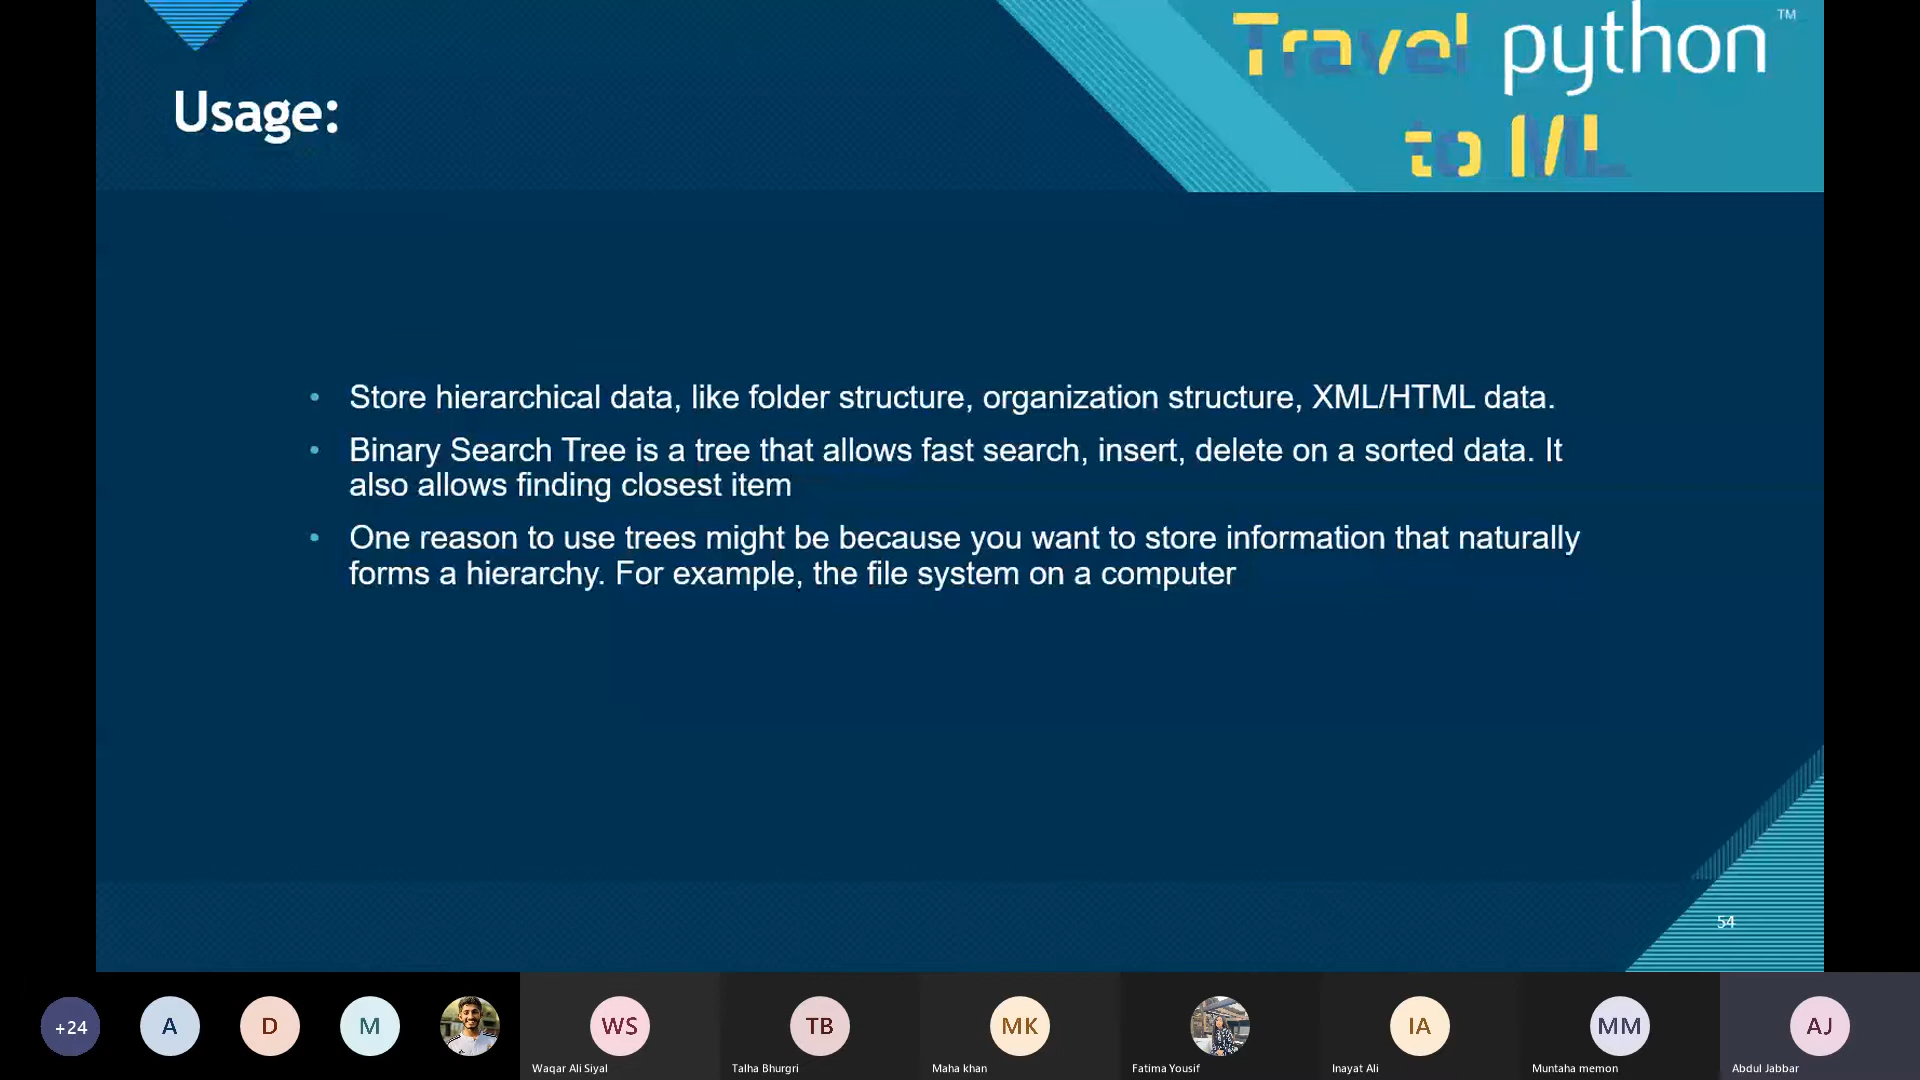 Usage:
Travel python
TM
to ML
• Store hierarchical data, like folder structure, organization structure, XML/HTML data.
• Binary Search Tree is a tree that allows fast search, insert, delete on a sorted data. It
also allows finding closest item
• One reason to use trees might be because you want to store information that naturally
forms a hierarchy. For example, the file system on a computer
54
+24
A
D
M
WS
TB
MK
IA
MM
AJ
Waqar Ali Siyal
Talha Bhurgri
Maha khan
Fatima Yousif
Inayat Ali
Muntaha memon
Abdul Jabbar